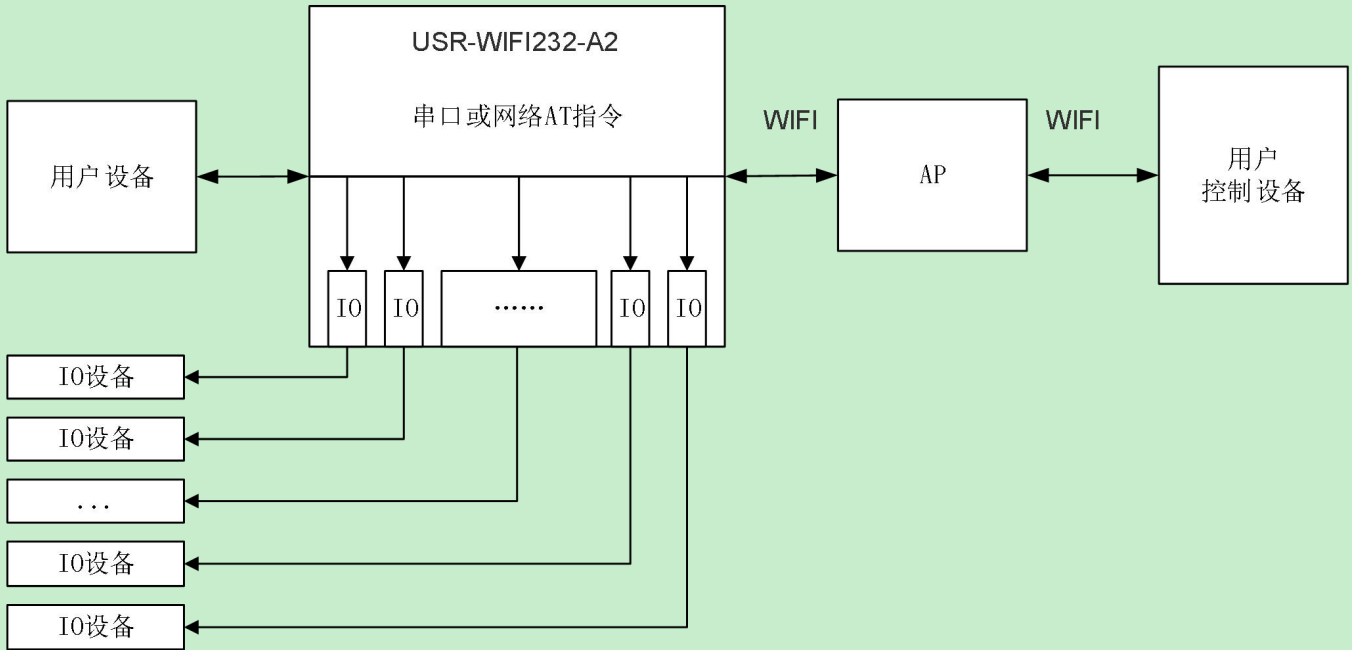 USR-WIFI232-A2
串口或网络AT指令
用户设备
WIFI
AP
WIFI
用户
控制设备
IO
IO
......
IO
IO
IO设备
IO设备
...
IO设备
IO设备